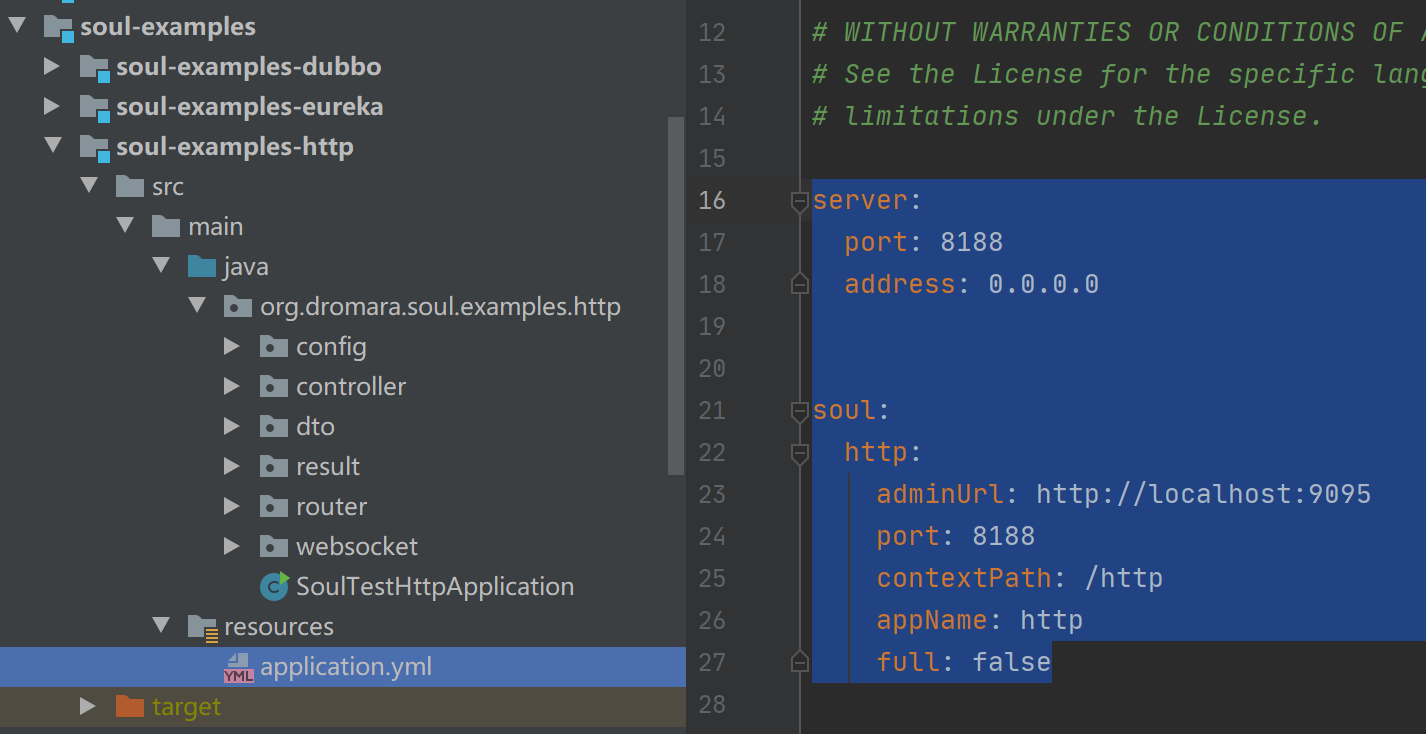 soul-examples
soul-examples-dubbo
soul-examples-eureka
soul-examples-http
src
main
java
org.dromara.soul.examples.http
config
controller
dto
result
router
websocket
SoulTestHttpApplication
resources
application.yml
target
12 # WITHOUT WARRANTIES OR CONDITIONS OF
13 # See the License for the specific
14 # limitations under the License.
15
16 server:
17 port: 8188
18 address: 0.0.0.0
19
20
21 soul:
22 http:
23 adminUrl: http://localhost:9095
24 port: 8188
25 contextPath: /http
26 appName: http
27 full: false
28